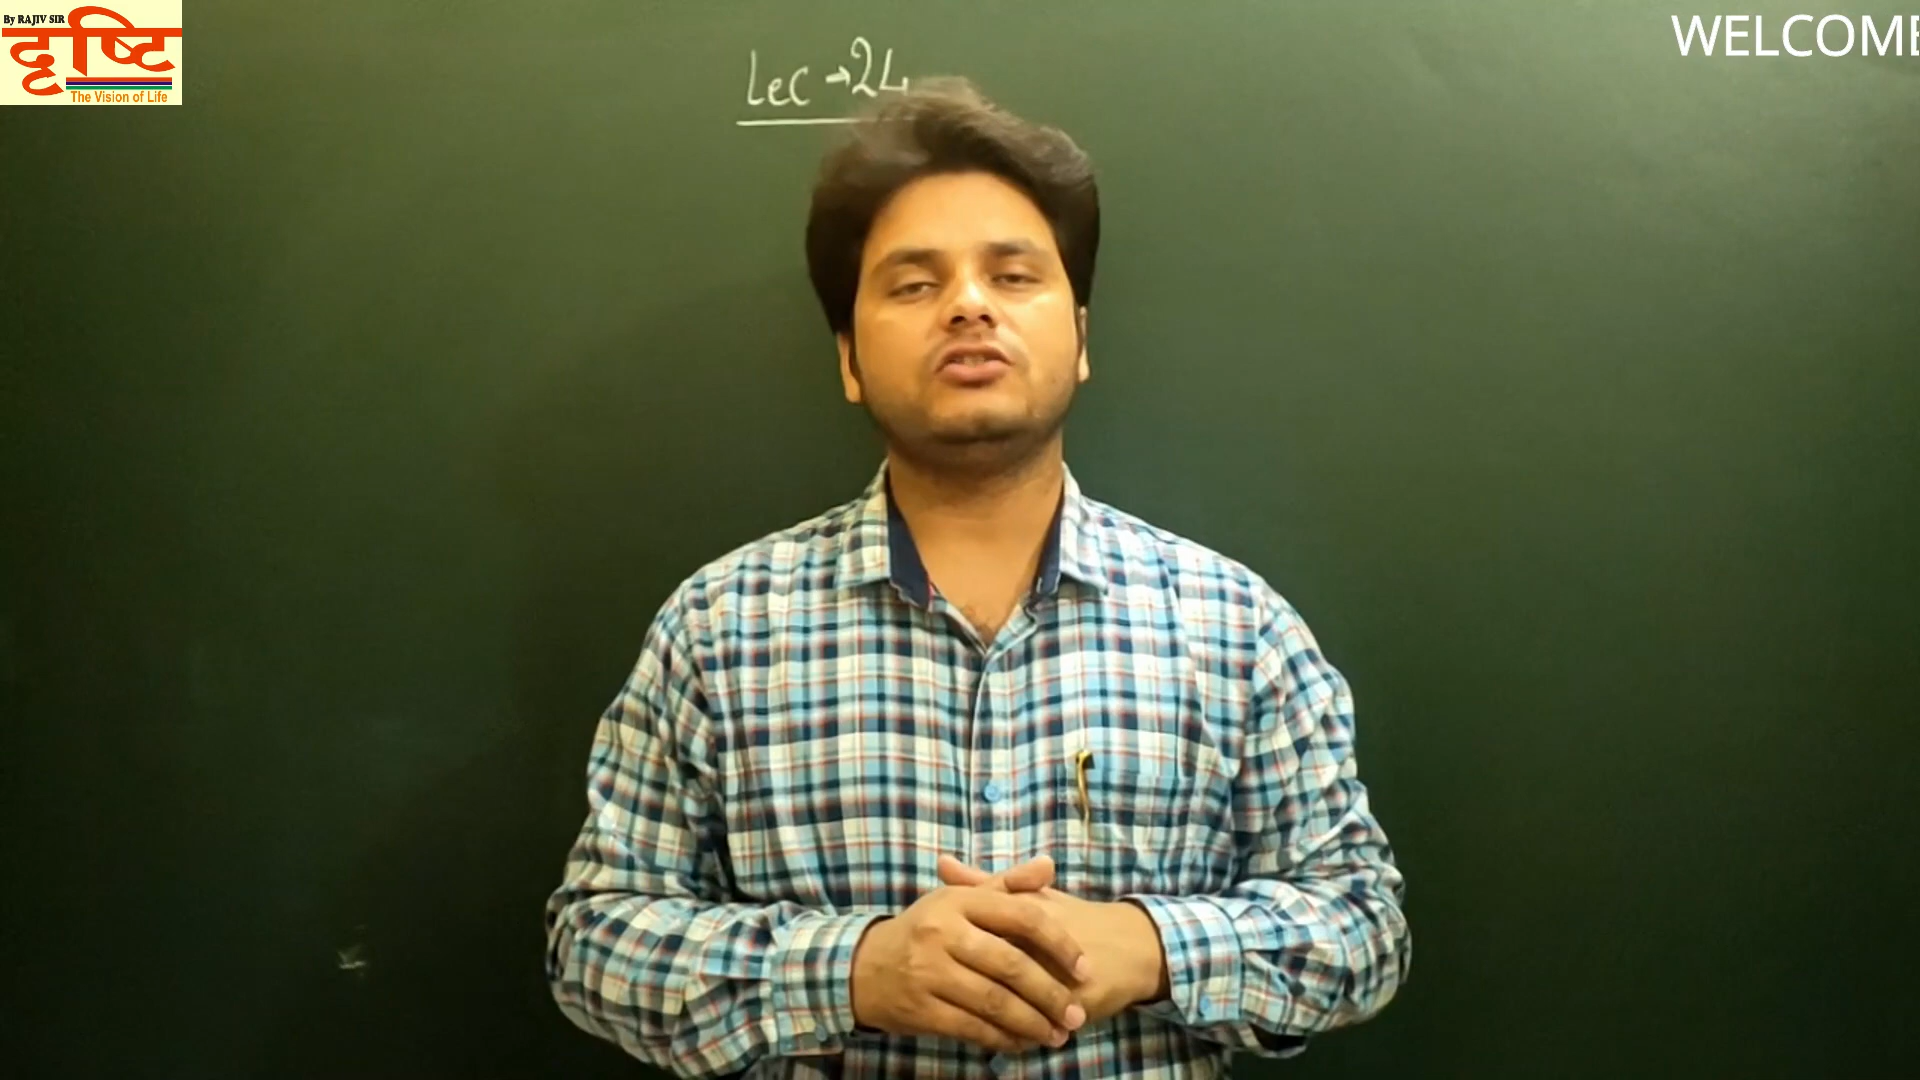 By RAJIV SIR
दृष्टि
The Vision of Life
WELCOME
Lec → 24